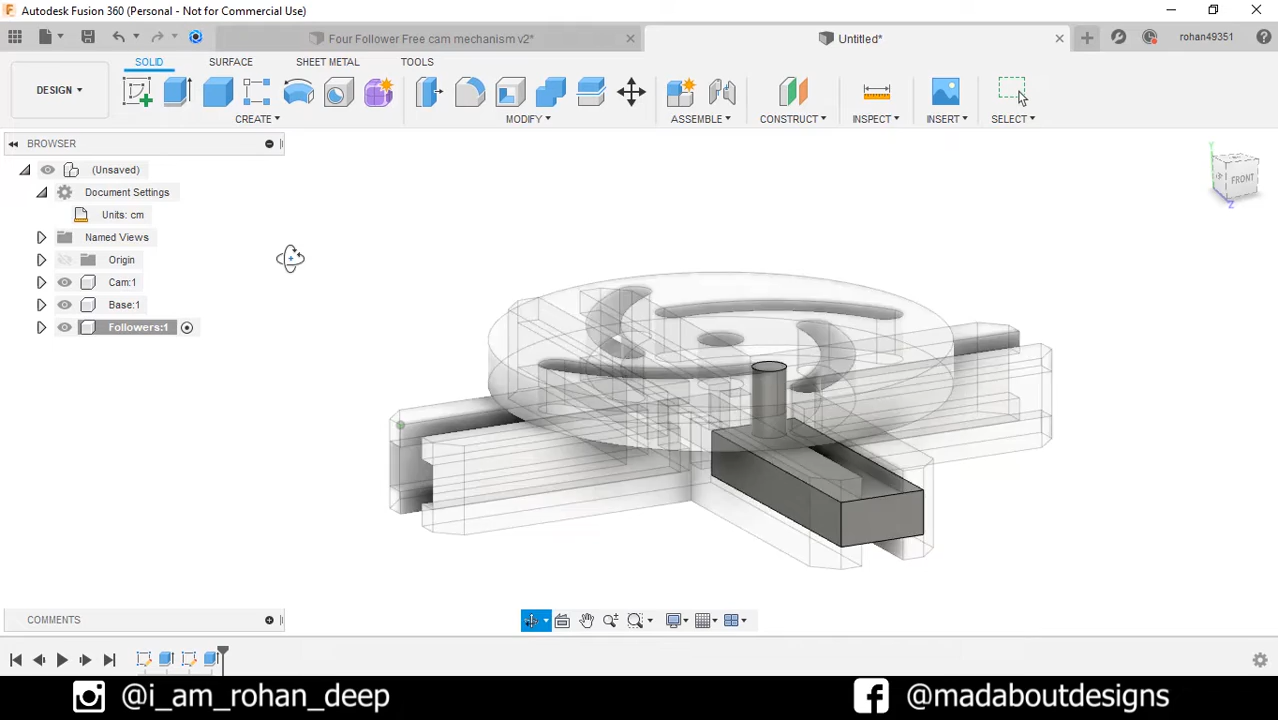 Autodesk Fusion 360 (Personal - Not for Commercial Use)
Four Follower Free cam mechanism v2*
Untitled*
rohan49351
SOLID
SURFACE
SHEET METAL
TOOLS
DESIGN
CREATE
MODIFY
ASSEMBLE
CONSTRUCT
INSPECT
INSERT
SELECT
BROWSER
(Unsaved)
Document Settings
Units: cm
Named Views
Origin
Cam:1
Base:1
Followers:1
Y
FRONT
Z
COMMENTS
@i_am_rohan_deep
@madaboutdesigns